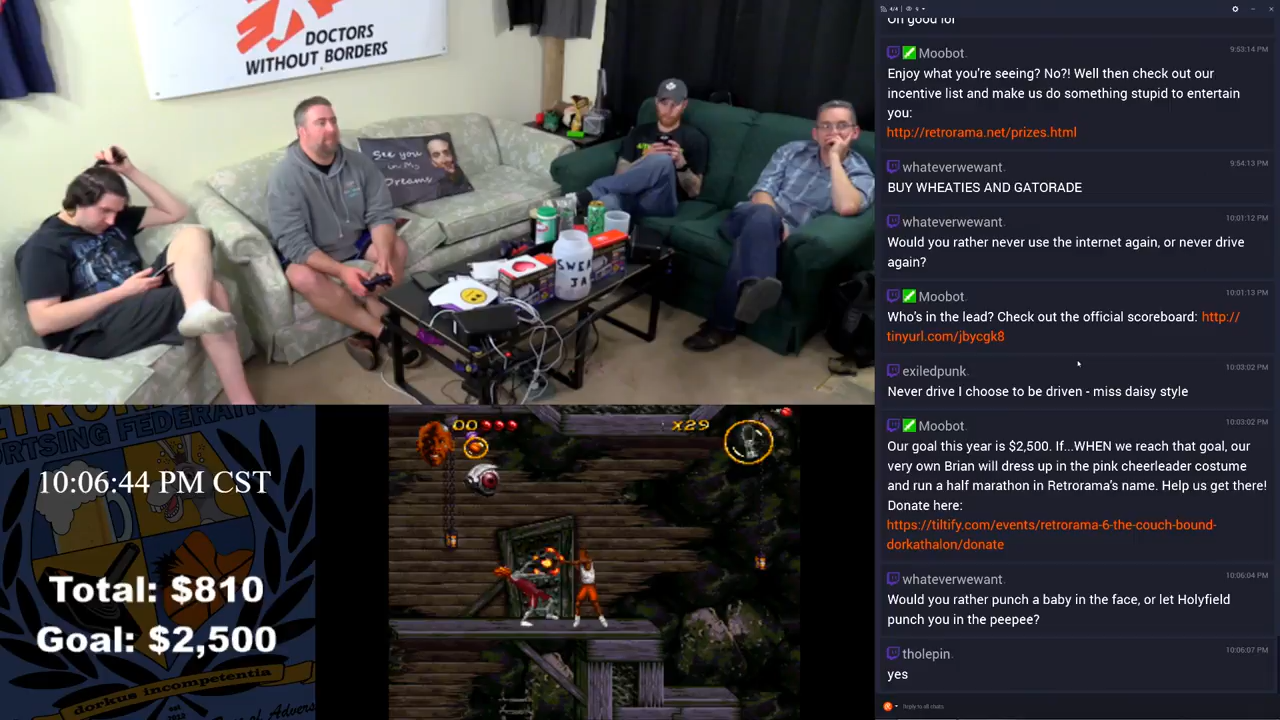 DOCTORS
WITHOUT BORDERS
See you
in My
Dreams
SWEAR
JA
10:06:44 PM CST
Total: $810
Goal: $2,500
dorkus incompetentia
00
x29
4/4
Moobot.
9:53:14 PM
Enjoy what you're seeing? No?! Well then check out our
incentive list and make us do something stupid to entertain
you:
http://retrorama.net/prizes.html
whateverwewant.
9:54:13 PM
BUY WHEATIES AND GATORADE
whateverwewant.
10:01:12 PM
Would you rather never use the internet again, or never drive
again?
Moobot.
10:01:13 PM
Who's in the lead? Check out the official scoreboard: http://
tinyurl.com/jbycgk8
exiledpunk.
10:03:02 PM
Never drive I choose to be driven - miss daisy style
Moobot.
10:03:02 PM
Our goal this year is $2,500. If...WHEN we reach that goal, our
very own Brian will dress up in the pink cheerleader costume
and run a half marathon in Retrorama's name. Help us get there!
Donate here:
https://tiltify.com/events/retrorama-6-the-couch-bound-
dorkathalon/donate
whateverwewant.
10:06:04 PM
Would you rather punch a baby in the face, or let Holyfield
punch you in the peepee?
tholepin.
10:06:07 PM
yes
Reply to all chats